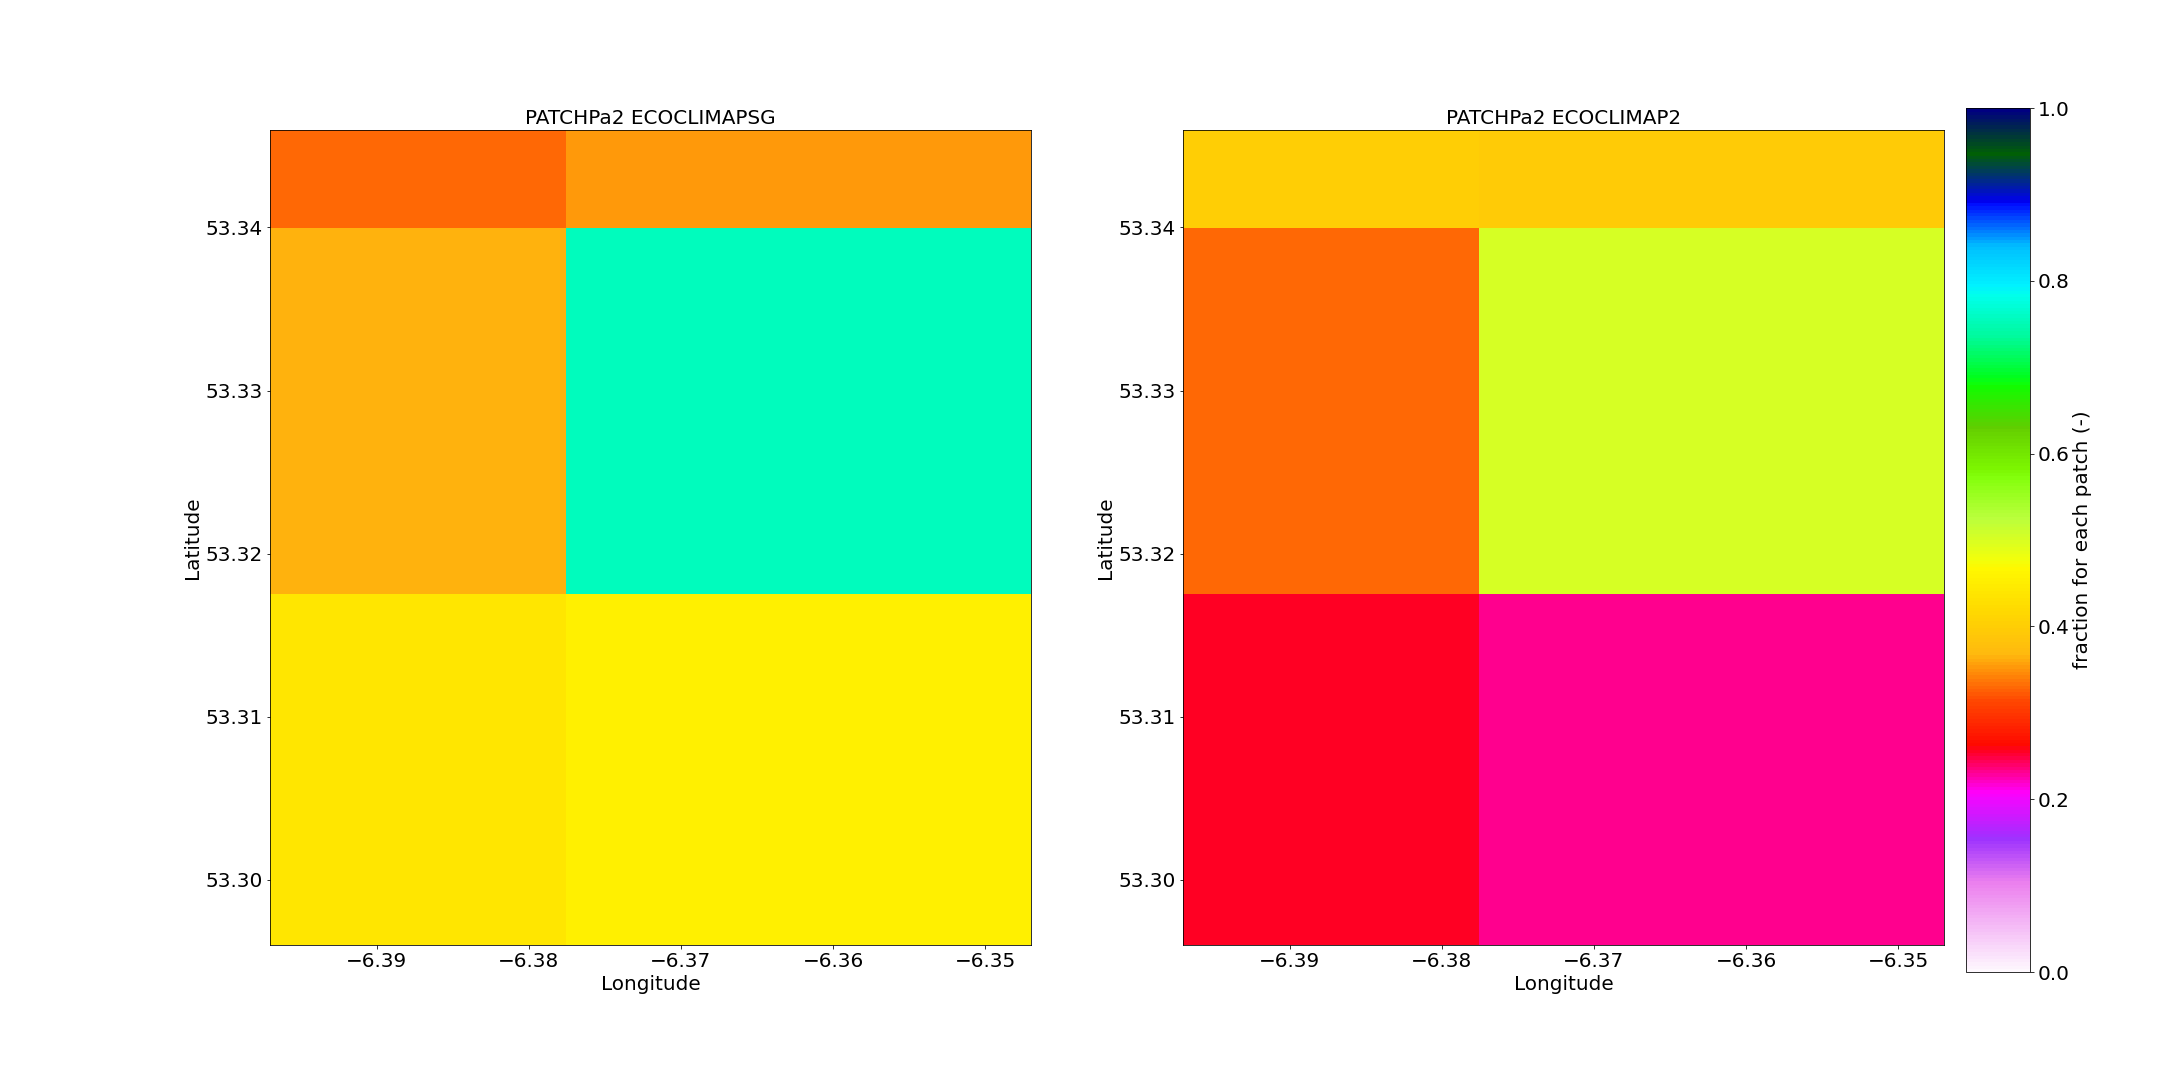 PATCHPa2 ECOCLIMAPSG
53.34
53.33
53.32
53.31
53.30
Latitude
−6.39 −6.38 −6.37 −6.36 −6.35
Longitude
PATCHPa2 ECOCLIMAP2
53.34
53.33
53.32
53.31
53.30
Latitude
−6.39 −6.38 −6.37 −6.36 −6.35
Longitude
1.0
0.8
0.6
0.4
0.2
0.0
fraction for each patch (-)